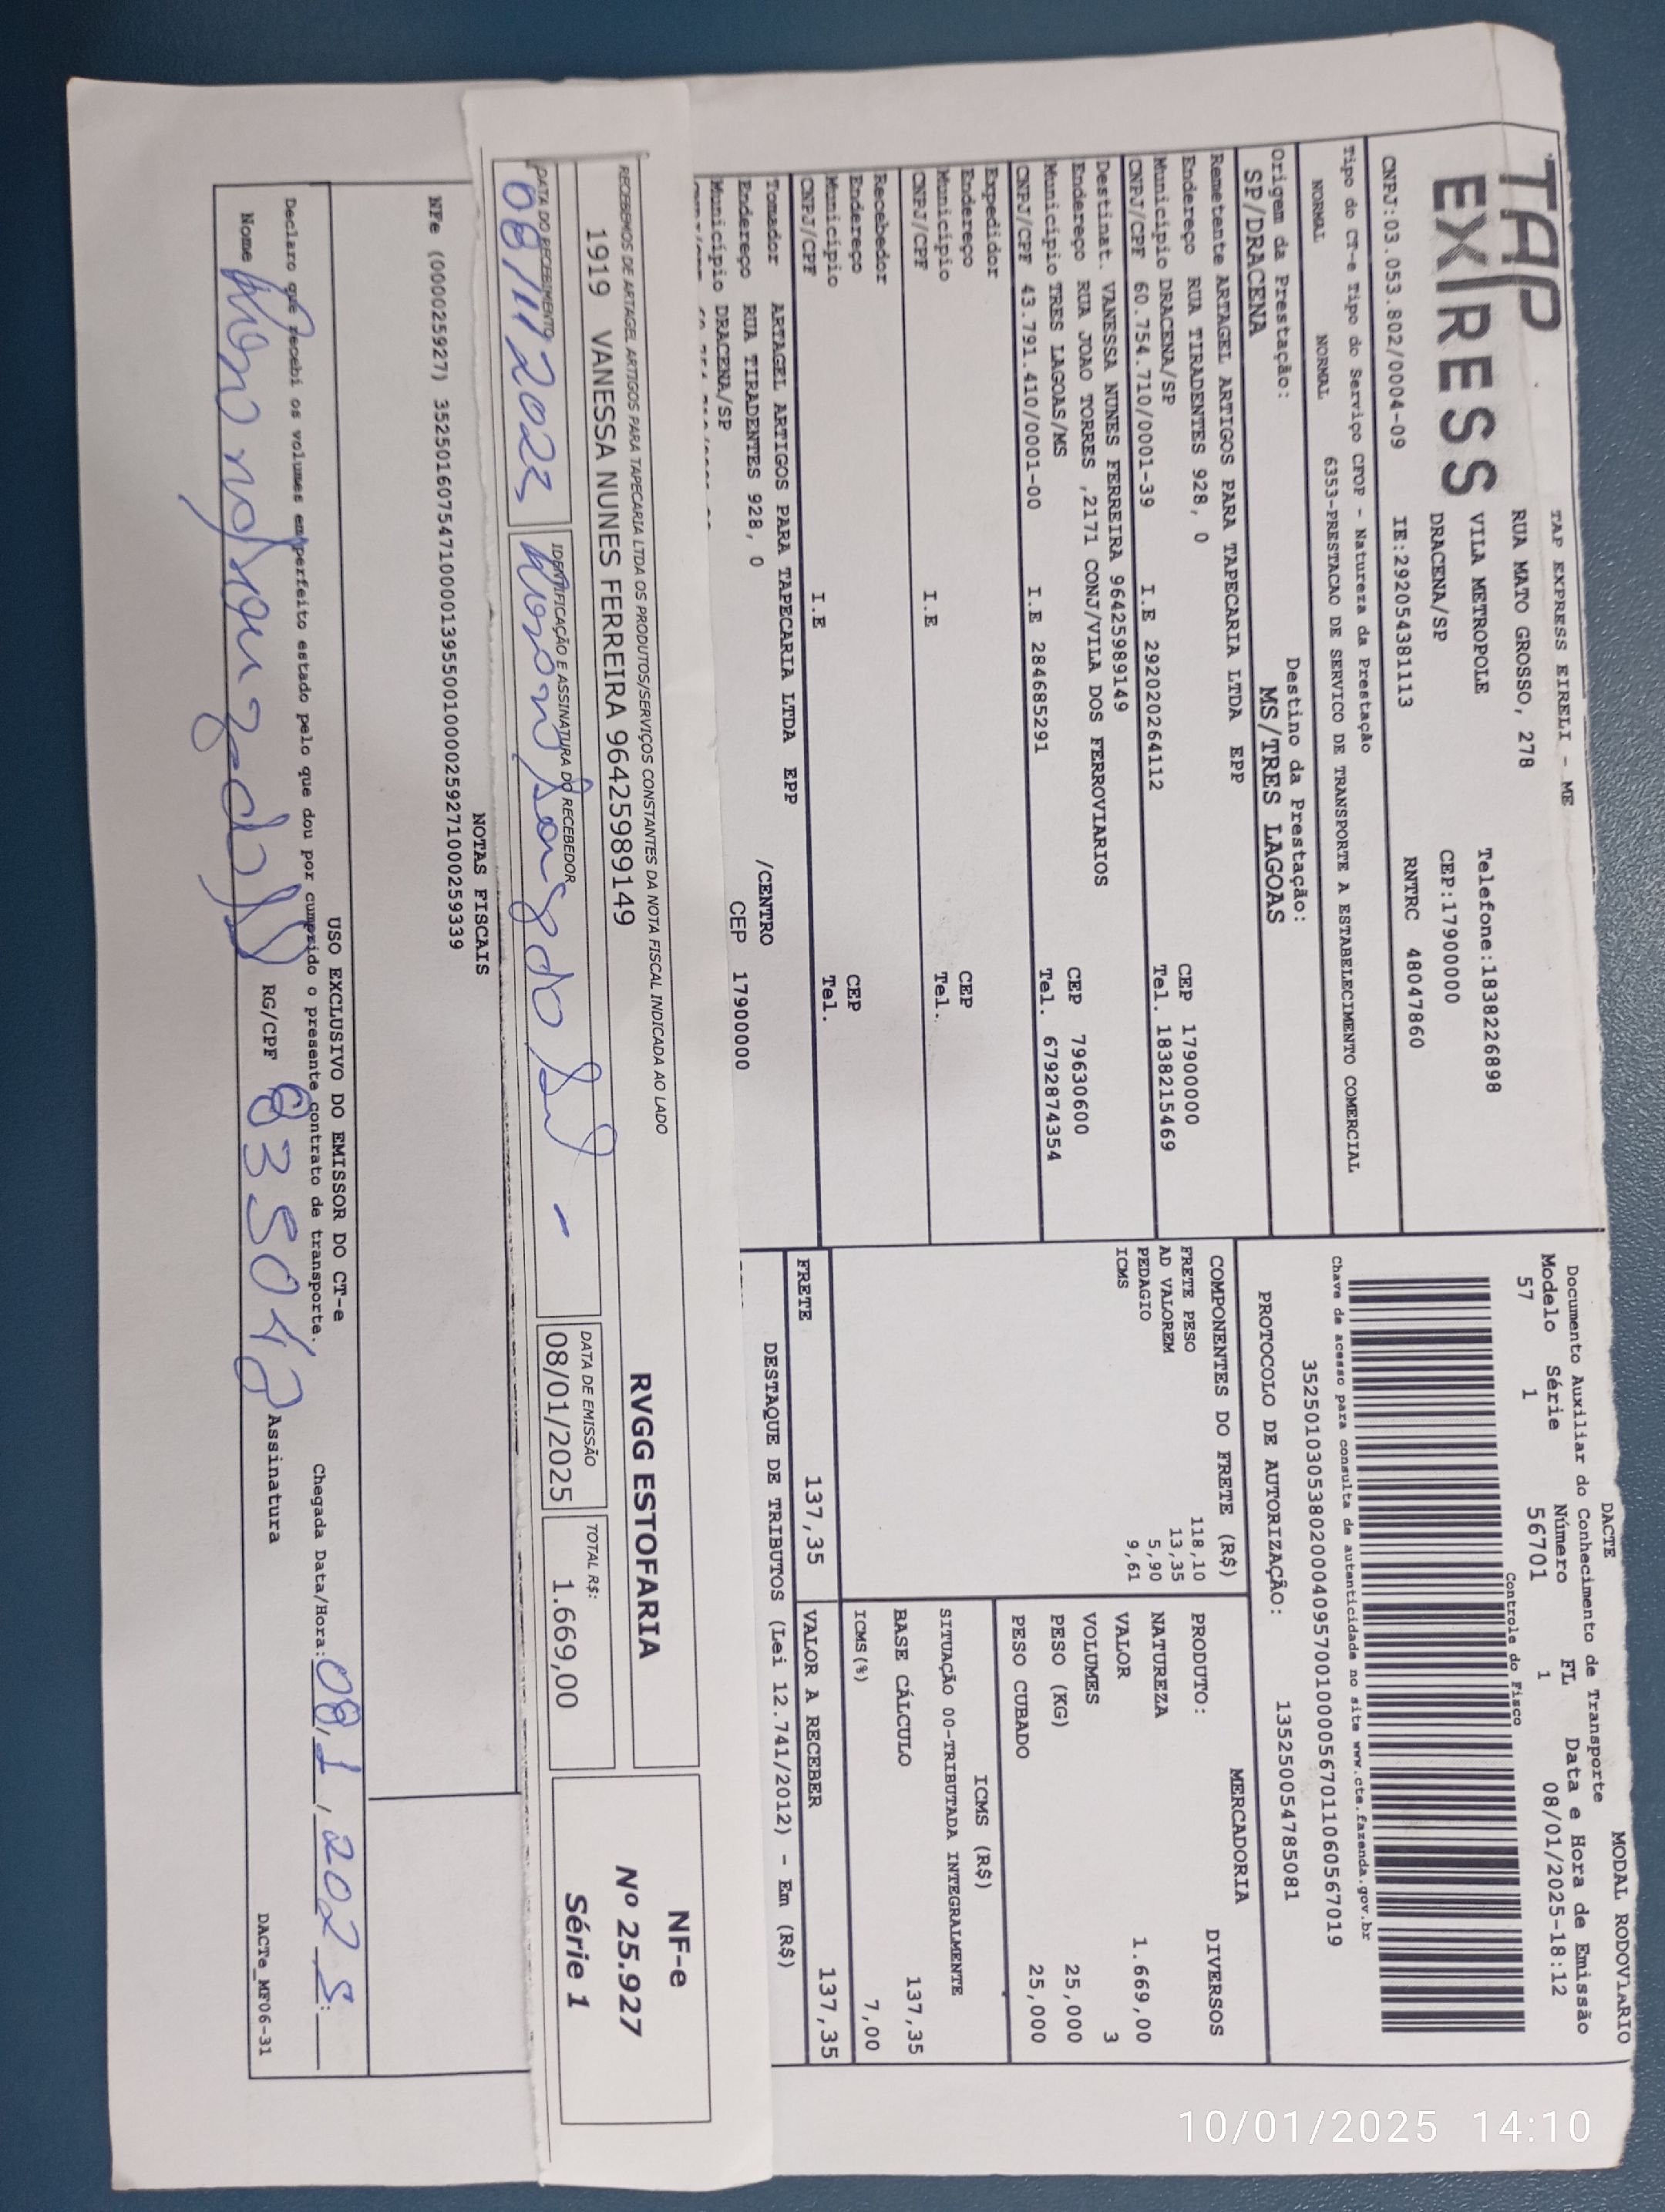 TAP
EXPRESS
TAP EXPRESS EIRELI - ME
RUA MATO GROSSO, 278
VILA METROPOLE
DRACENA/SP
Telefone:1838226898
CEP:17900000
CNPJ:03.053.802/0004-09 IE:292054381113 RNTRC 48047860
Tipo do CT-e Tipo do Serviço CFOP - Natureza da Prestação
NORMAL NORMAL 6353-PRESTACAO DE SERVICO DE TRANSPORTE A ESTABELECIMENTO COMERCIAL
Origem da Prestação: Destino da Prestação:
SP/DRACENA MS/TRES LAGOAS
Remetente ARTAGEL ARTIGOS PARA TAPECARIA LTDA EPP
Endereço RUA TIRADENTES 928, 0 CEP 17900000
Municipio DRACENA/SP Tel. 1838215469
CNPJ/CPF 60.754.710/0001-39 I.E 292020264112
Destinat. VANESSA NUNES FERREIRA 96425989149
Endereço RUA JOAO TORRES ,2171 CONJ/VILA DOS FERROVIARIOS CEP 79630600
Municipio TRES LAGOAS/MS Tel. 67992874354
CNPJ/CPF 43.791.410/0001-00 I.E 284685291
Expedidor
Endereço CEP
Municipio Tel.
CNPJ/CPF I.E
Recebedor
Endereço CEP
Municipio Tel.
CNPJ/CPF I.E
Tomador ARTAGEL ARTIGOS PARA TAPECARIA LTDA EPP
Endereço RUA TIRADENTES 928, 0 /CENTRO
Municipio DRACENA/SP CEP 17900000
DACTE
MODAL RODOVIARIO
Documento Auxiliar do Conhecimento de Transporte
Modelo Série Número FL Data e Hora de Emissão
57 1 56701 1 08/01/2025-18:12
Controle do Fisco
Chave de acesso para consulta de autenticidade no site www.cte.fazenda.gov.br
35250103053802000409570010000567011060567019
PROTOCOLO DE AUTORIZAÇÃO: 135250054785081
COMPONENTES DO FRETE (R$)
FRETE PESO 118,10
AD VALOREM 13,35
PEDAGIO 5,90
ICMS 9,61
MERCADORIA
PRODUTO: DIVERSOS
NATUREZA
VALOR 1.669,00
VOLUMES 3
PESO (KG) 25,000
PESO CUBADO 25,000
ICMS (R$)
SITUAÇÃO 00-TRIBUTADA INTEGRALMENTE
BASE CÁLCULO 137,35
ICMS(%) 7,00
FRETE 137,35 VALOR A RECEBER 137,35
DESTAQUE DE TRIBUTOS (Lei 12.741/2012) - Em (R$)
RECEBEMOS DE ARTAGEL ARTIGOS PARA TAPECARIA LTDA OS PRODUTOS/SERVIÇOS CONSTANTES DA NOTA FISCAL INDICADA AO LADO
1919 VANESSA NUNES FERREIRA 96425989149
RVGG ESTOFARIA
DATA DO RECEBIMENTO
IDENTIFICAÇÃO E ASSINATURA DO RECEBEDOR
DATA DE EMISSÃO
08/01/2025
TOTAL R$:
1.669,00
NF-e
Nº 25.927
Série 1
NOTAS FISCAIS
NFe (000025927) 35250160754710000139550010000259271000259339
USO EXCLUSIVO DO EMISSOR DO CT-e
Declaro que recebi os volumes em perfeito estado pelo que dou por cumprido o presente contrato de transporte.
Chegada Data/Hora: 08/1/2025
Nome
RG/CPF
Assinatura
DACTe_MF06-31
10/01/2025 14:10